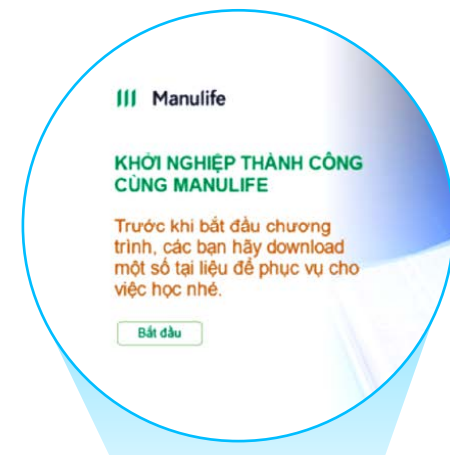 Manulife
KHỞI NGHIỆP THÀNH CÔNG
CÙNG MANULIFE
Trước khi bắt đầu chương
trình, các bạn hãy download
một số tại liệu để phục vụ cho
việc học nhé.
Bắt đầu